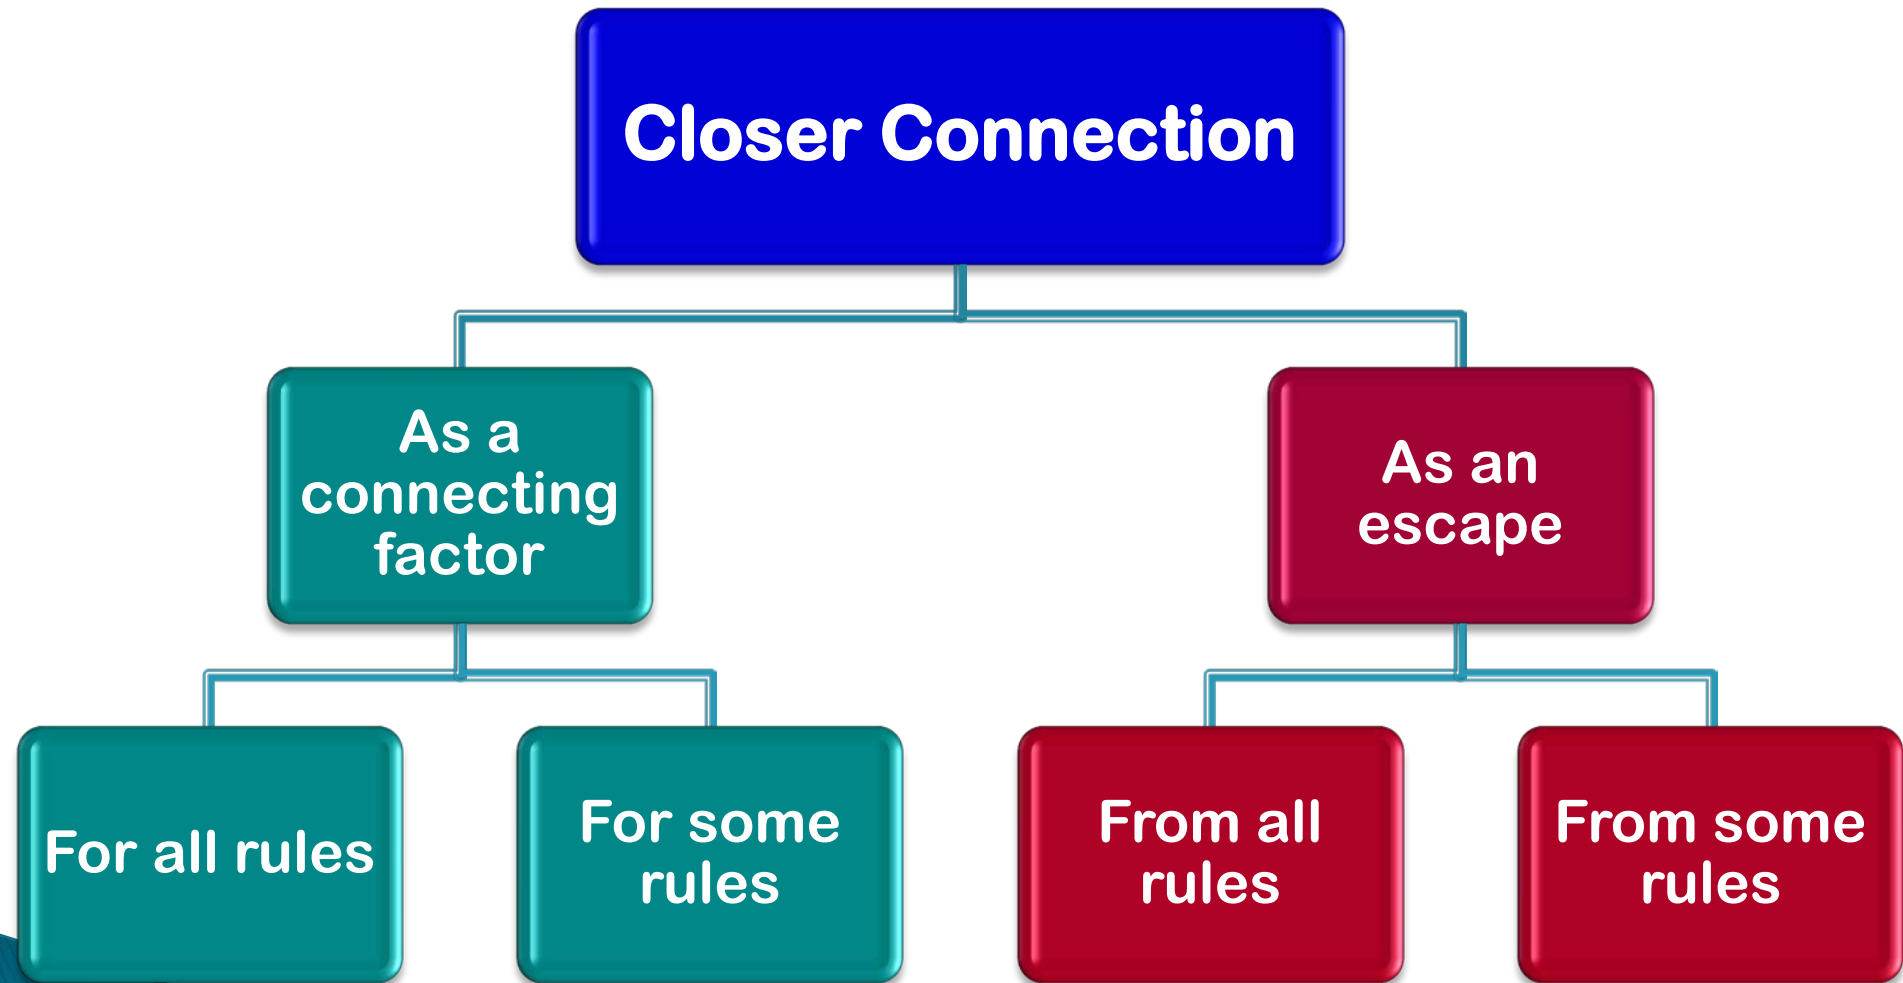 Closer Connection
As a
connecting
factor
As an
escape
For all rules
For some
rules
From all
rules
From some
rules